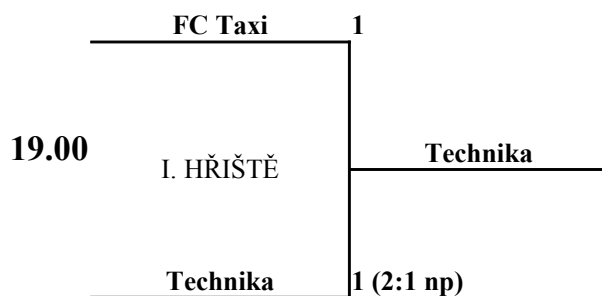 FC Taxi 1
19.00
I. HŘIŠTĚ
Technika
Technika 1 (2:1 np)